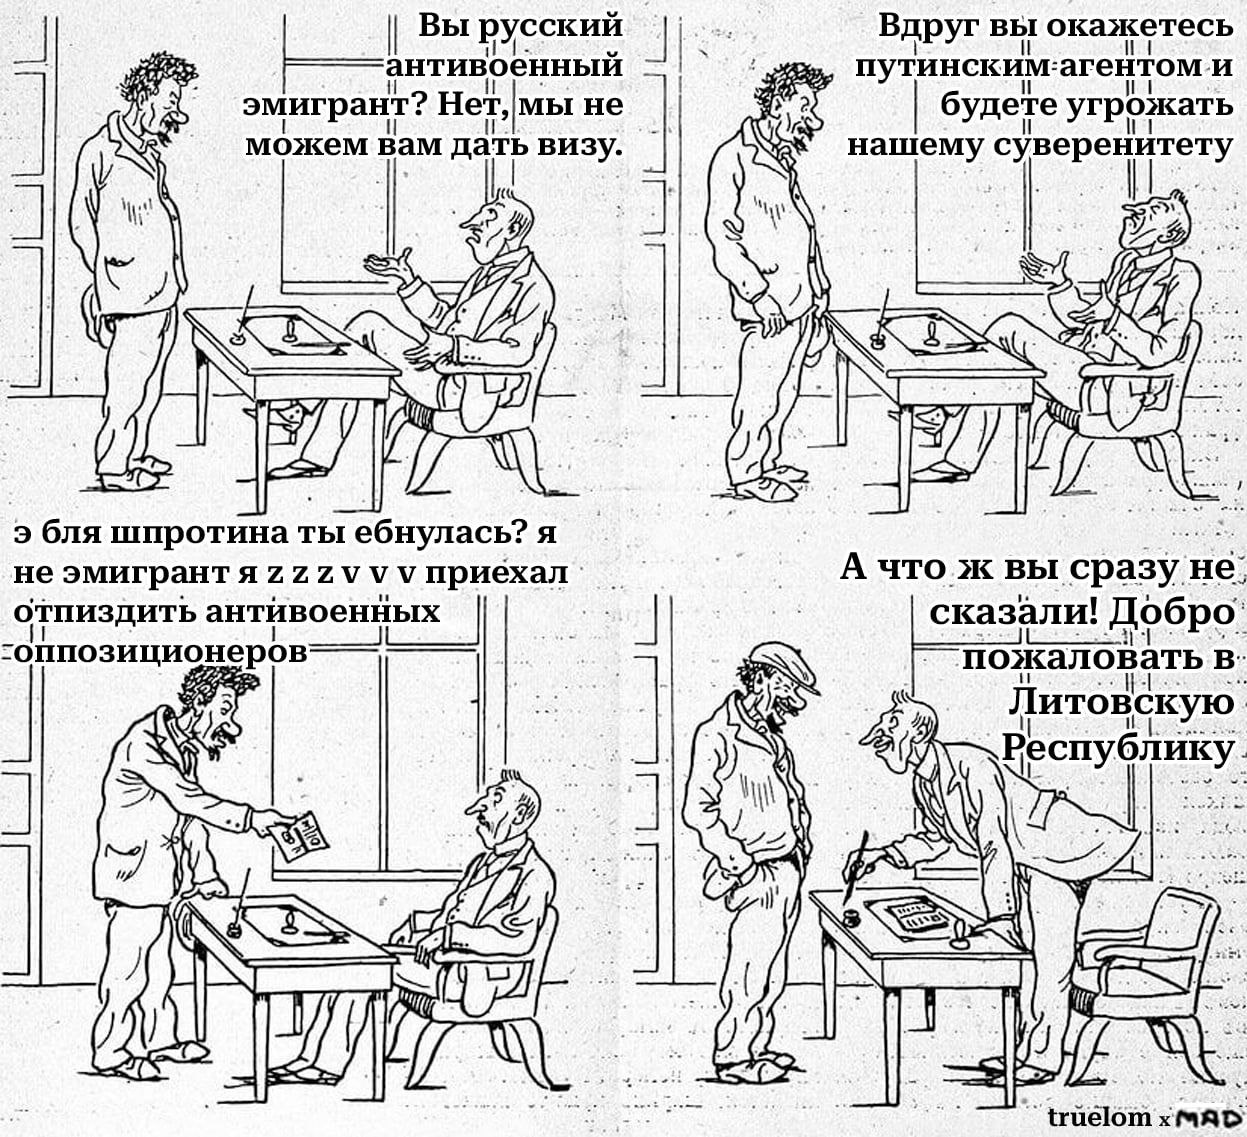 Вы русский
антивоенный
эмигрант? Нет, мы не
можем вам дать визу.
Вдруг вы окажетесь
путинским агентом и
будете угрожать
нашему суверенитету
э бля шпротина ты ебнулась? я
не эмигрант я z z z v v v приехал
отпиздить антивоенных
оппозиционеров
А что ж вы сразу не
сказали! Добро
пожаловать в
Литовскую
Республику
truelom x MAD